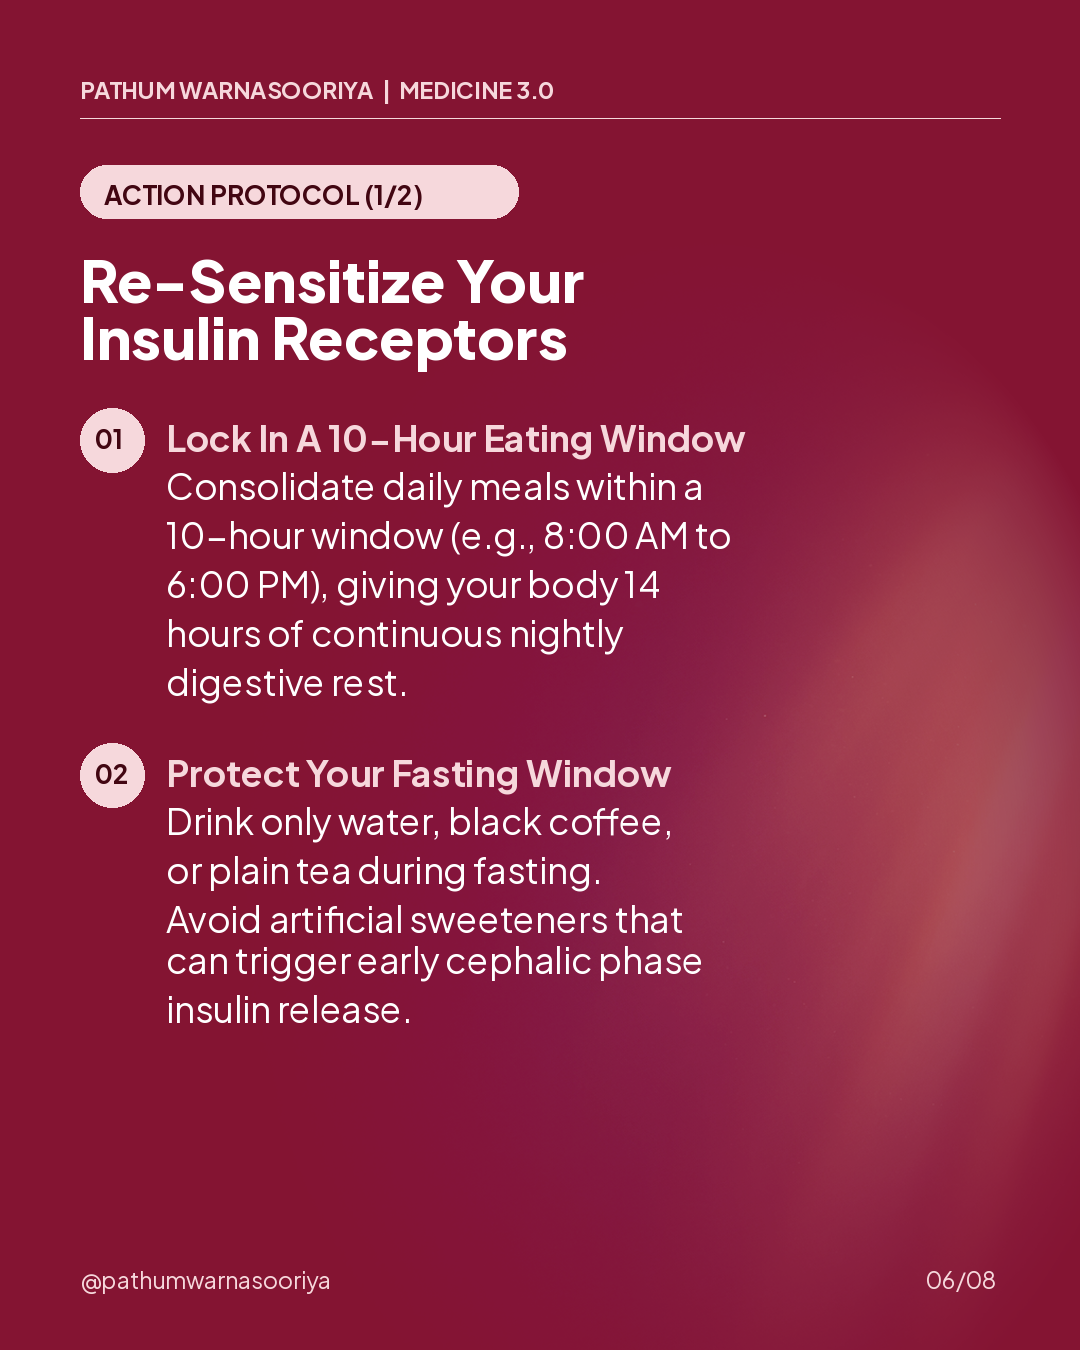 PATHUM WARNASOORIYA | MEDICINE 3.0
ACTION PROTOCOL (1/2)
Re-Sensitize Your
Insulin Receptors
01
Lock In A 10-Hour Eating Window
Consolidate daily meals within a
10-hour window (e.g., 8:00 AM to
6:00 PM), giving your body 14
hours of continuous nightly
digestive rest.
02
Protect Your Fasting Window
Drink only water, black coffee,
or plain tea during fasting.
Avoid artificial sweeteners that
can trigger early cephalic phase
insulin release.
@pathumwarnasooriya
06/08